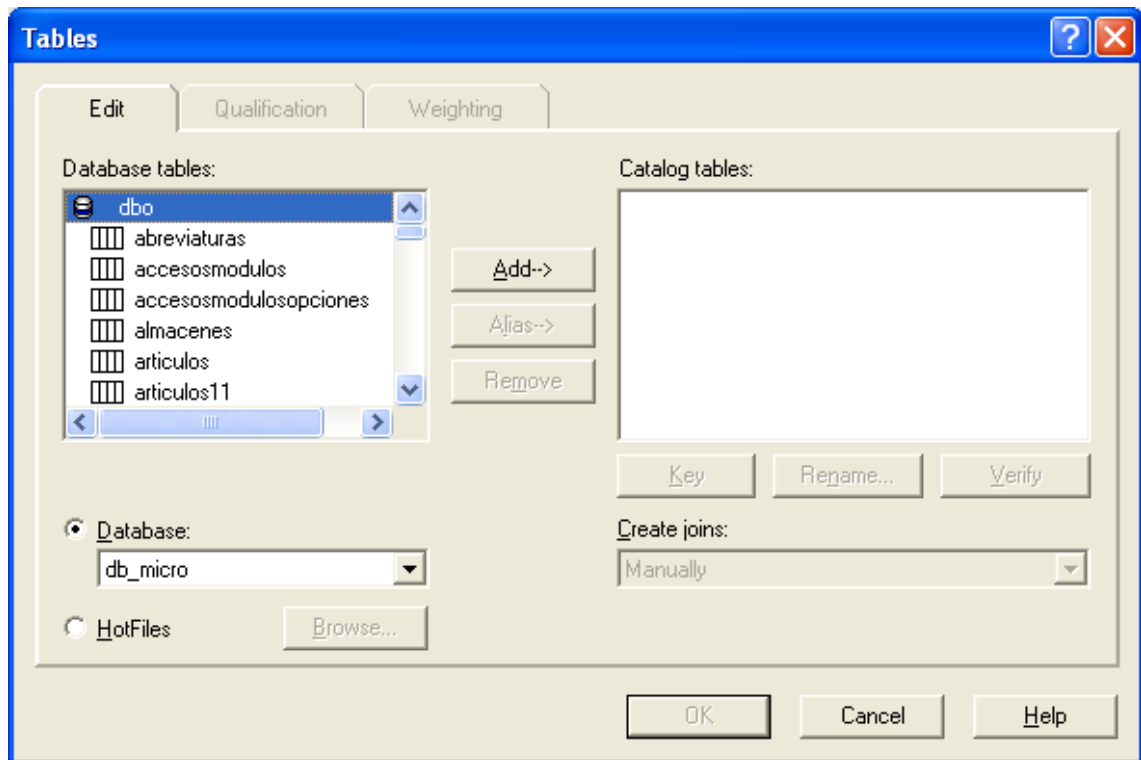 Tables
Edit
Qualification
Weighting
Database tables:
dbo
abreviaturas
accesosmodulos
accesosmodulosopciones
almacenes
articulos
articulos11
Add-->
Alias-->
Remove
Catalog tables:
Key
Rename...
Verify
Database:
db_micro
HotFiles
Browse...
Create joins:
Manually
OK
Cancel
Help